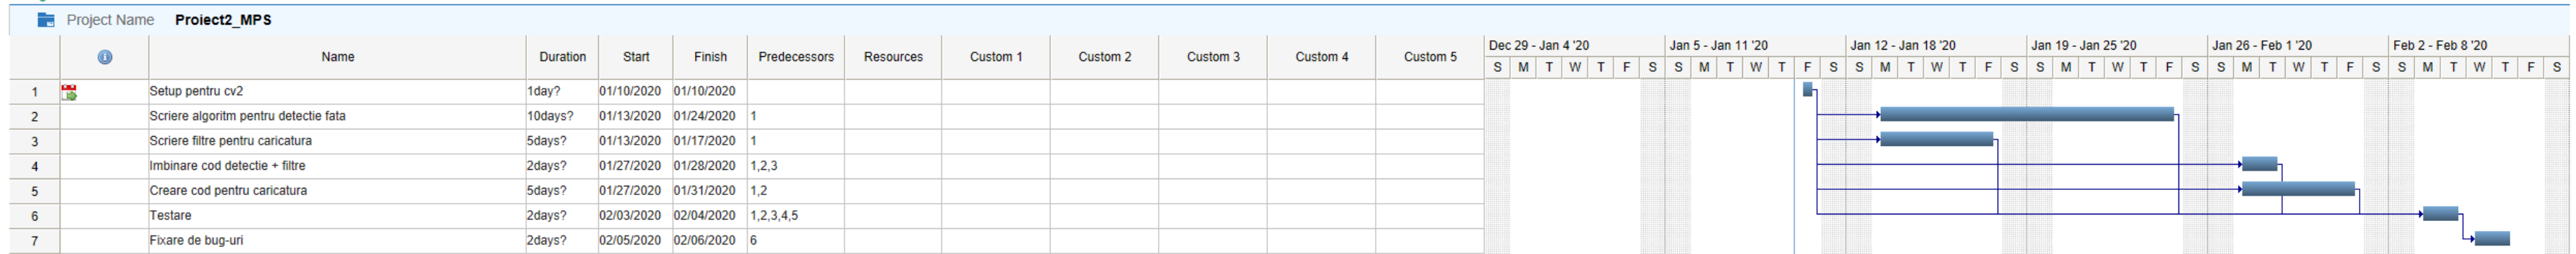 Project Name Proiect2_MPS
Name Duration Start Finish Predecessors Resources Custom 1 Custom 2 Custom 3 Custom 4 Custom 5 Dec 29 - Jan 4 '20 Jan 5 - Jan 11 '20 Jan 12 - Jan 18 '20 Jan 19 - Jan 25 '20 Jan 26 - Feb 1 '20 Feb 2 - Feb 8 '20
S M T W T F S S M T W T F S S M T W T F S S M T W T F S S M T W T F S S M T W T F S
1 Setup pentru cv2 1day? 01/10/2020 01/10/2020
2 Scriere algoritm pentru detectie fata 10days? 01/13/2020 01/24/2020 1
3 Scriere filtre pentru caricatura 5days? 01/13/2020 01/17/2020 1
4 Imbinare cod detectie + filtre 2days? 01/27/2020 01/28/2020 1,2,3
5 Creare cod pentru caricatura 5days? 01/27/2020 01/31/2020 1,2
6 Testare 2days? 02/03/2020 02/04/2020 1,2,3,4,5
7 Fixare de bug-uri 2days? 02/05/2020 02/06/2020 6